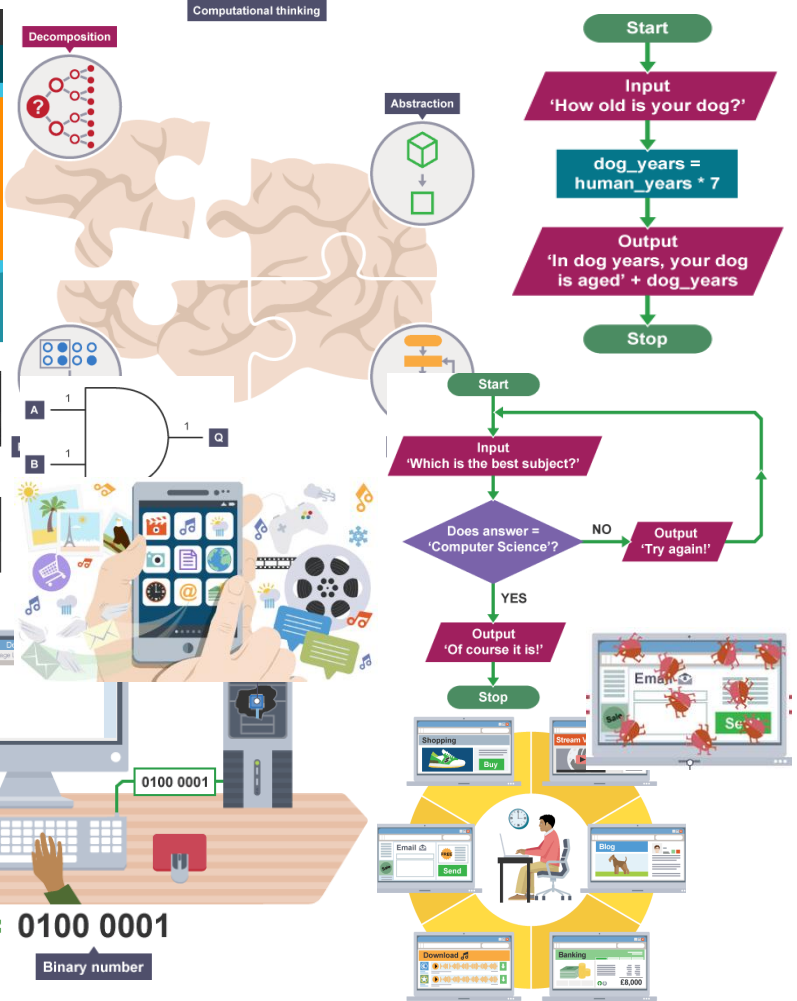 Computational thinking
Decomposition
Abstraction
Start
Input
'How old is your dog?'
dog_years =
human_years * 7
Output
'In dog years, your dog
is aged' + dog_years
Stop
A
1
1
Q
1
B
Start
Input
'Which is the best subject?'
Does answer =
'Computer Science'?
NO
Output
'Try again!'
YES
Output
'Of course it is!'
Stop
@
Email
Sale
Shopping
Buy
Stream V
0100 0001
Email
FREE
Send
Blog
Download
Banking
£8,000
0100 0001
Binary number